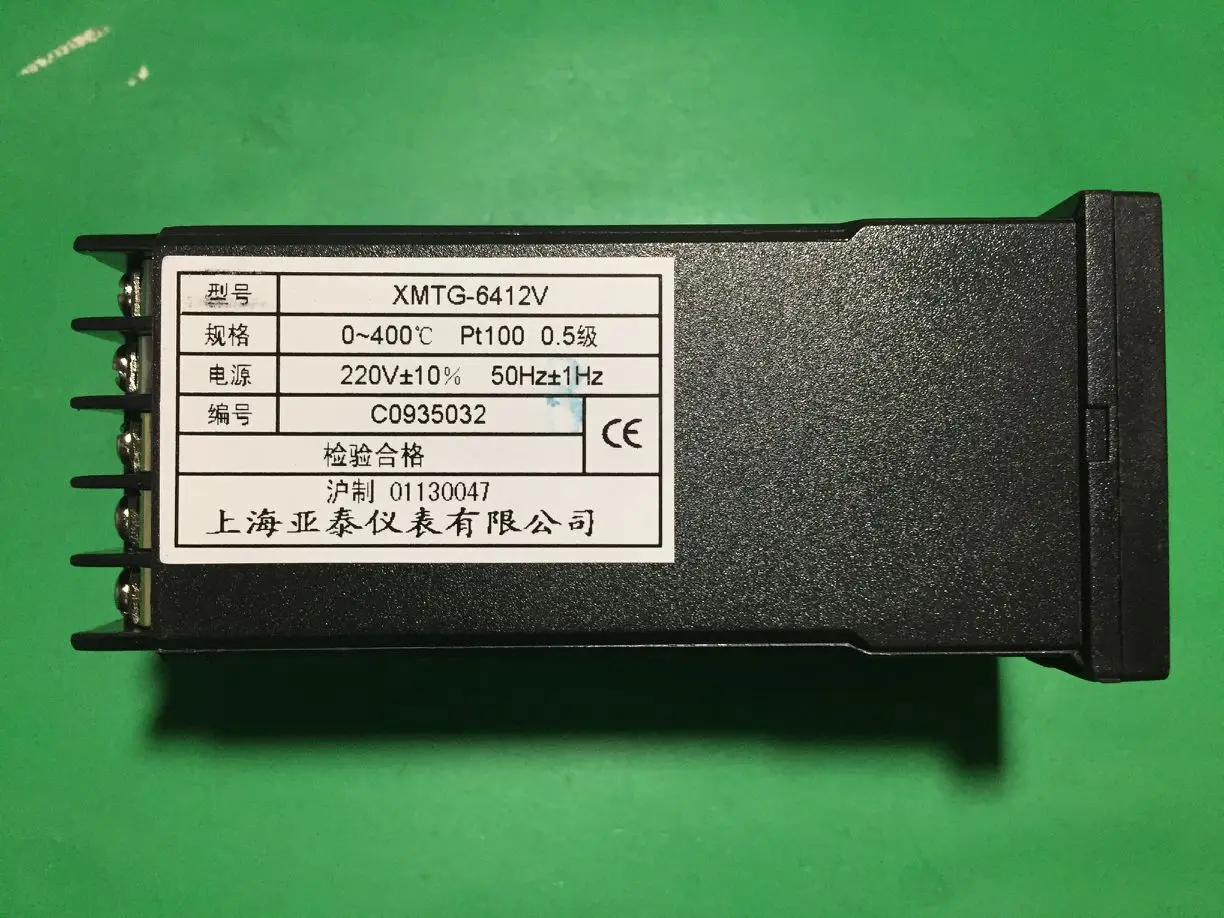 型号 XMTG-6412V
规格 0~400℃ Pt100 0.5级
电源 220V±10% 50Hz±1Hz
编号 C0935032
CE
检验合格
沪制 01130047
上海亚泰仪表有限公司